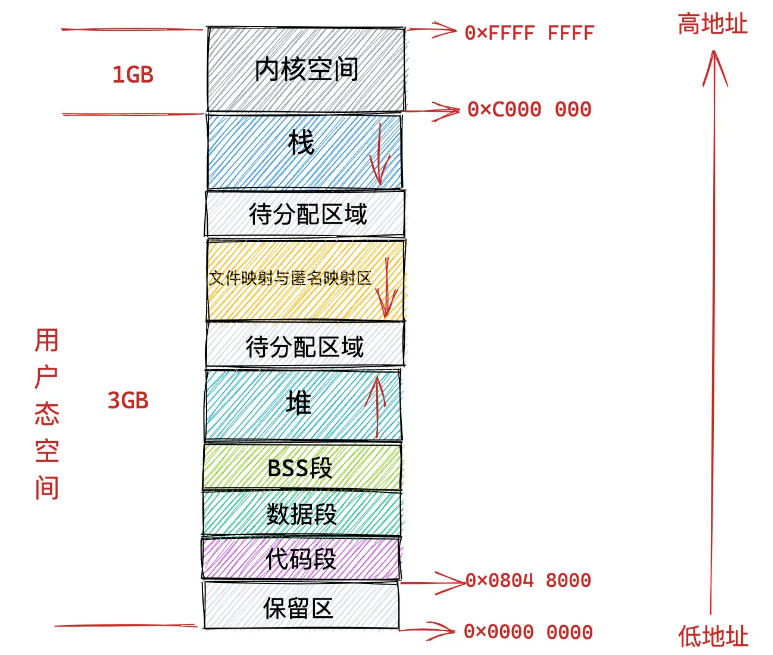 高地址
0×FFFF FFFF
内核空间
1GB
0×C000 000
栈
待分配区域
文件映射与匿名映射区
待分配区域
用户态空间
3GB
堆
BSS段
数据段
代码段
0×0804 8000
保留区
0×0000 0000
低地址